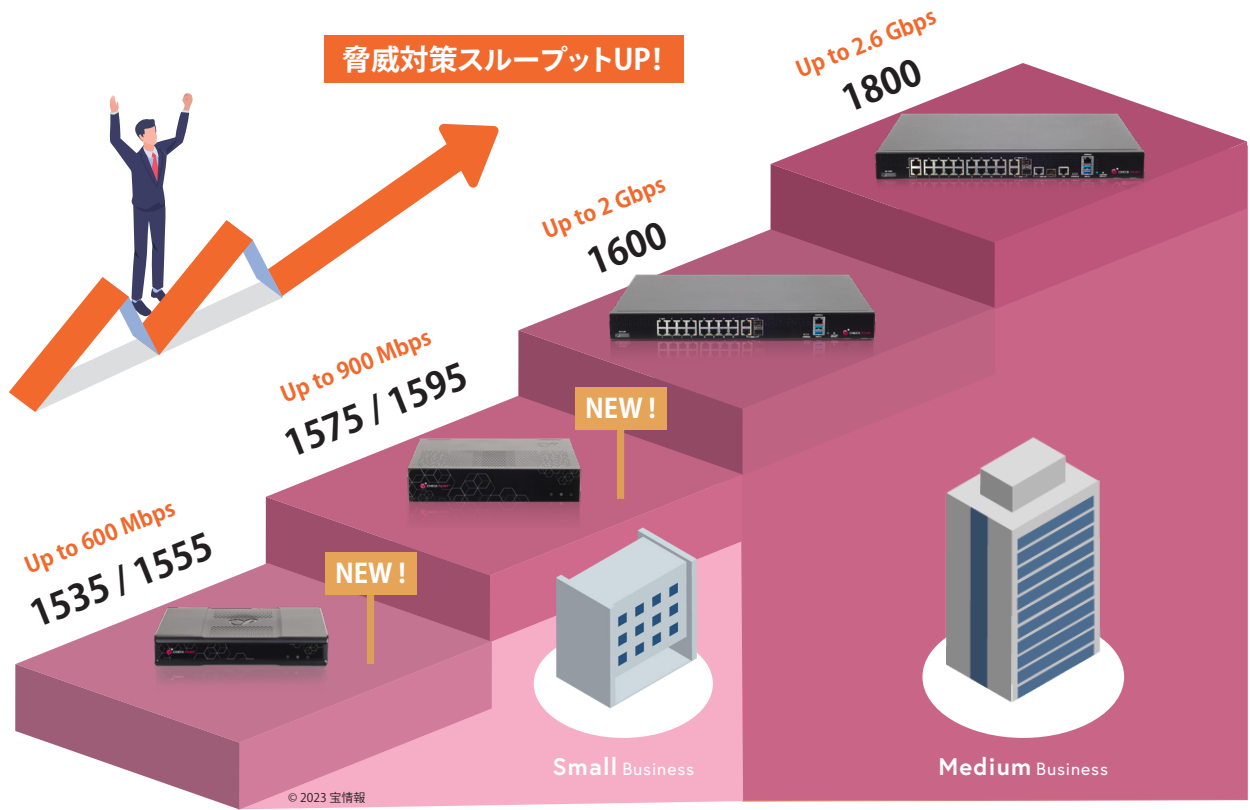 脅威対策スループットUP!
Up to 2.6 Gbps
1800
Up to 2 Gbps
1600
Up to 900 Mbps
1575 / 1595
NEW !
Up to 600 Mbps
1535 / 1555
NEW !
Small Business
Medium Business
© 2023 宝情報